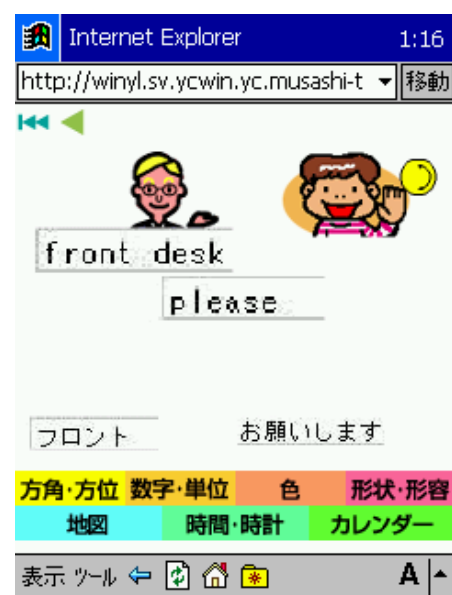 Internet Explorer 1:16
http://winyl.sv.ycwin.yc.musashi-t 移動
front desk
please
フロント お願いします
方角·方位 数字·単位 色 形状·形容
地図 時間·時計 カレンダー
表示 ツール A